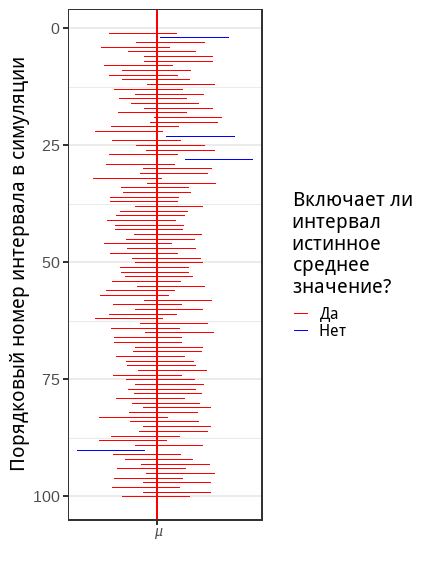 Порядковый номер интервала в симуляции
0
25
50
75
100
μ
Включает ли
интервал
истинное
среднее
значение?
Да
Нет